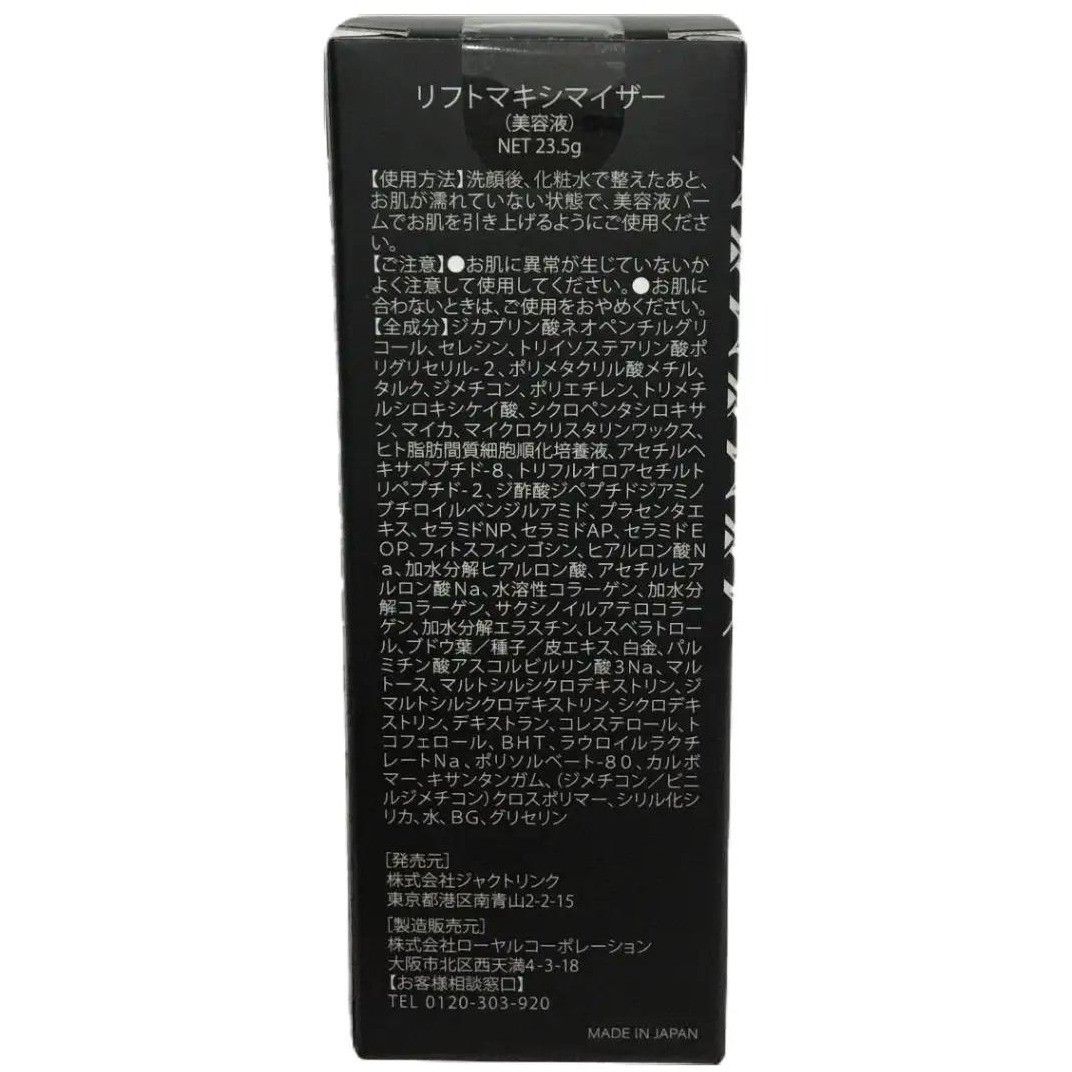 リフトマキシマイザー
(美容液)
NET 23.5g
【使用方法】洗顔後、化粧水で整えたあと、
お肌が濡れていない状態で、美容液バー
ムでお肌を引き上げるようにご使用くださ
い。
【ご注意】●お肌に異常が生じていないか
よく注意して使用してください。●お肌に
合わないときは、ご使用をおやめください。
【全成分】ジカプリン酸ネオペンチルグリ
コール、セレシン、トリイソステアリン酸ポ
リグリセリル-2、ポリメタクリル酸メチル、
タルク、ジメチコン、ポリエチレン、トリメチ
ルシロキシケイ酸、シクロペンタシロキサ
ン、マイカ、マイクロクリスタリンワックス、
ヒト脂肪間質細胞順化培養液、アセチルヘ
キサペプチド-8、トリフルオロアセチルト
リペプチド-2、ジ酢酸ジペプチドジアミノ
ブチロイルベンジルアミド、プラセンタエ
キス、セラミドNP、セラミドAP、セラミドE
OP、フィトスフィンゴシン、ヒアルロン酸N
a、加水分解ヒアルロン酸、アセチルヒア
ルロン酸Na、水溶性コラーゲン、加水分
解コラーゲン、サクシノイルアテロコラー
ゲン、加水分解エラスチン、レスベラトロー
ル、ブドウ葉/種子/皮エキス、白金、パル
ミチン酸アスコルビルリン酸3Na、マル
トース、マルトシルシクロデキストリン、ジ
マルトシルシクロデキストリン、シクロデキ
ストリン、デキストラン、コレステロール、ト
コフェロール、BHT、ラウロイルラクチ
レートNa、ポリソルベート-80、カルボ
マー、キサンタンガム、(ジメチコン/ビニ
ルジメチコン)クロスポリマー、シリル化シ
リカ、水、BG、グリセリン
[発売元]
株式会社ジャクトリンク
東京都港区南青山2-2-15
[製造販売元]
株式会社ローヤルコーポレーション
大阪市北区西天満4-3-18
【お客様相談窓口】
TEL 0120-303-920
MADE IN JAPAN